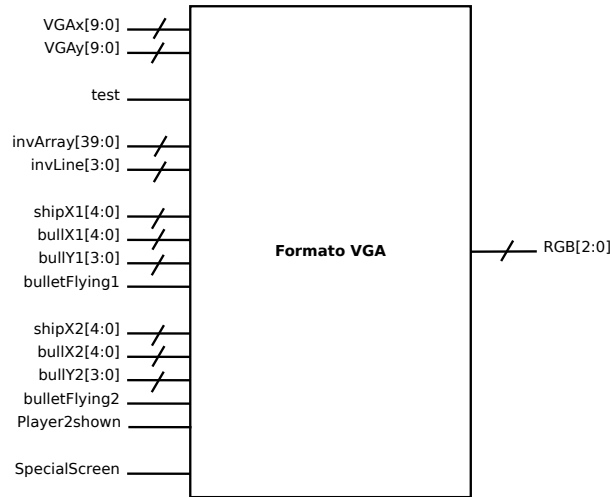 VGAx[9:0]
VGAy[9:0]
test
invArray[39:0]
invLine[3:0]
shipX1[4:0]
bullX1[4:0]
bullY1[3:0]
bulletFlying1
shipX2[4:0]
bullX2[4:0]
bullY2[3:0]
bulletFlying2
Player2shown
SpecialScreen
Formato VGA
RGB[2:0]